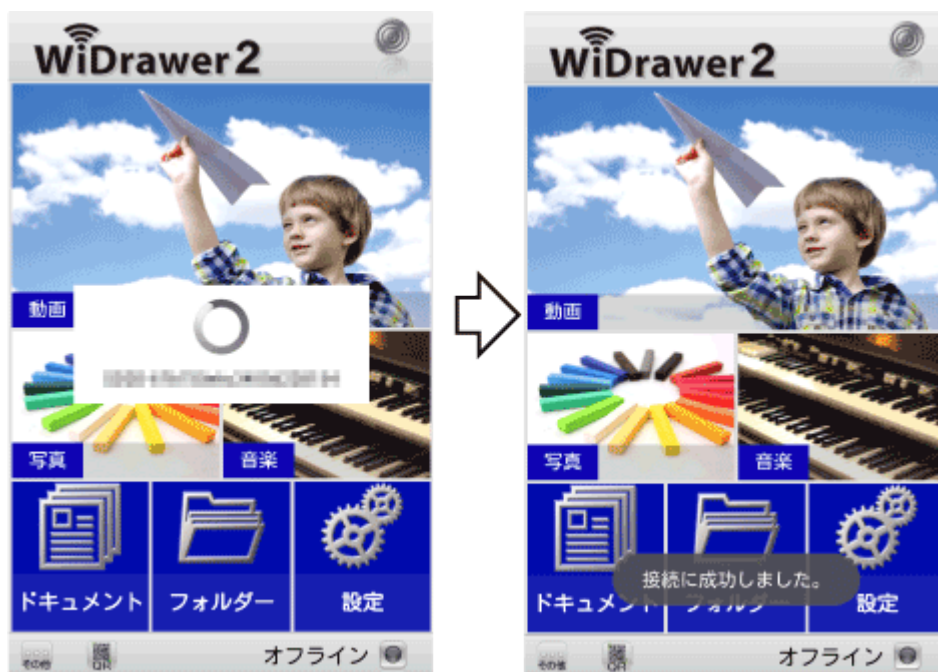 WiDrawer2
動画
写真
音楽
ドキュメント
フォルダー
設定
その他
QR
オフライン
WiDrawer2
動画
写真
音楽
接続に成功しました。
ドキュメント
フォルダー
設定
その他
QR
オフライン